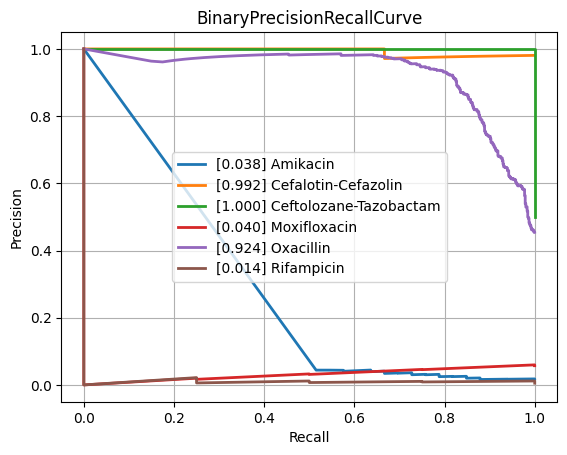 BinaryPrecisionRecallCurve
Precision
1.0
0.8
0.6
0.4
0.2
0.0
[0.038] Amikacin
[0.992] Cefalotin-Cefazolin
[1.000] Ceftolozane-Tazobactam
[0.040] Moxifloxacin
[0.924] Oxacillin
[0.014] Rifampicin
0.0 0.2 0.4 0.6 0.8 1.0
Recall